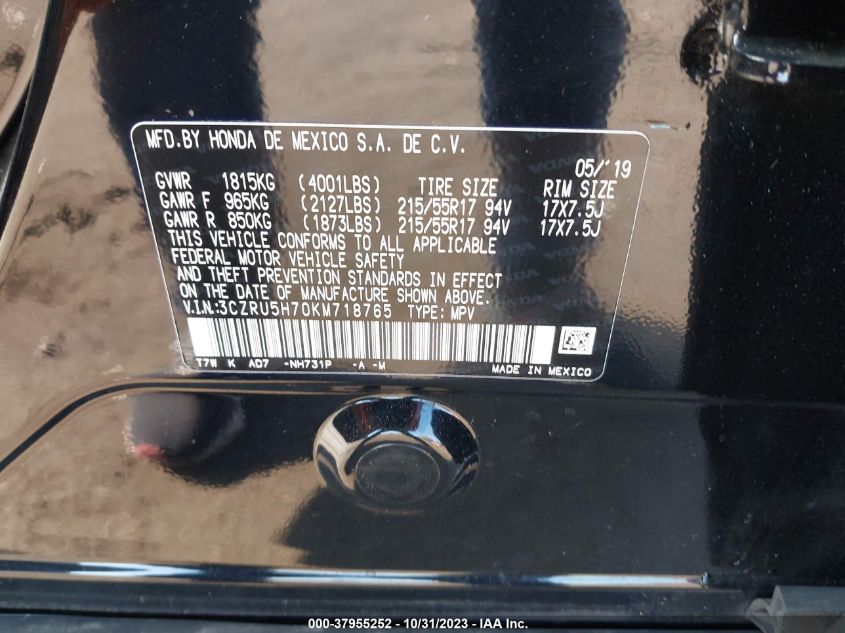 MFD.BY HONDA DE MEXICO S.A. DE C.V.
05/'19
GVWR 1815KG (4001LBS) TIRE SIZE RIM SIZE
GAWR F 965KG (2127LBS) 215/55R17 94V 17X7.5J
GAWR R 850KG (1873LBS) 215/55R17 94V 17X7.5J
THIS VEHICLE CONFORMS TO ALL APPLICABLE
FEDERAL MOTOR VEHICLE SAFETY
AND THEFT PREVENTION STANDARDS IN EFFECT
ON THE DATE OF MANUFACTURE SHOWN ABOVE.
V.I.N:3CZRU5H70KM718765 TYPE: MPV
T7W K AD7 -NH731P -A -M MADE IN MEXICO
000-37955252 - 10/31/2023 - © IAA Inc.